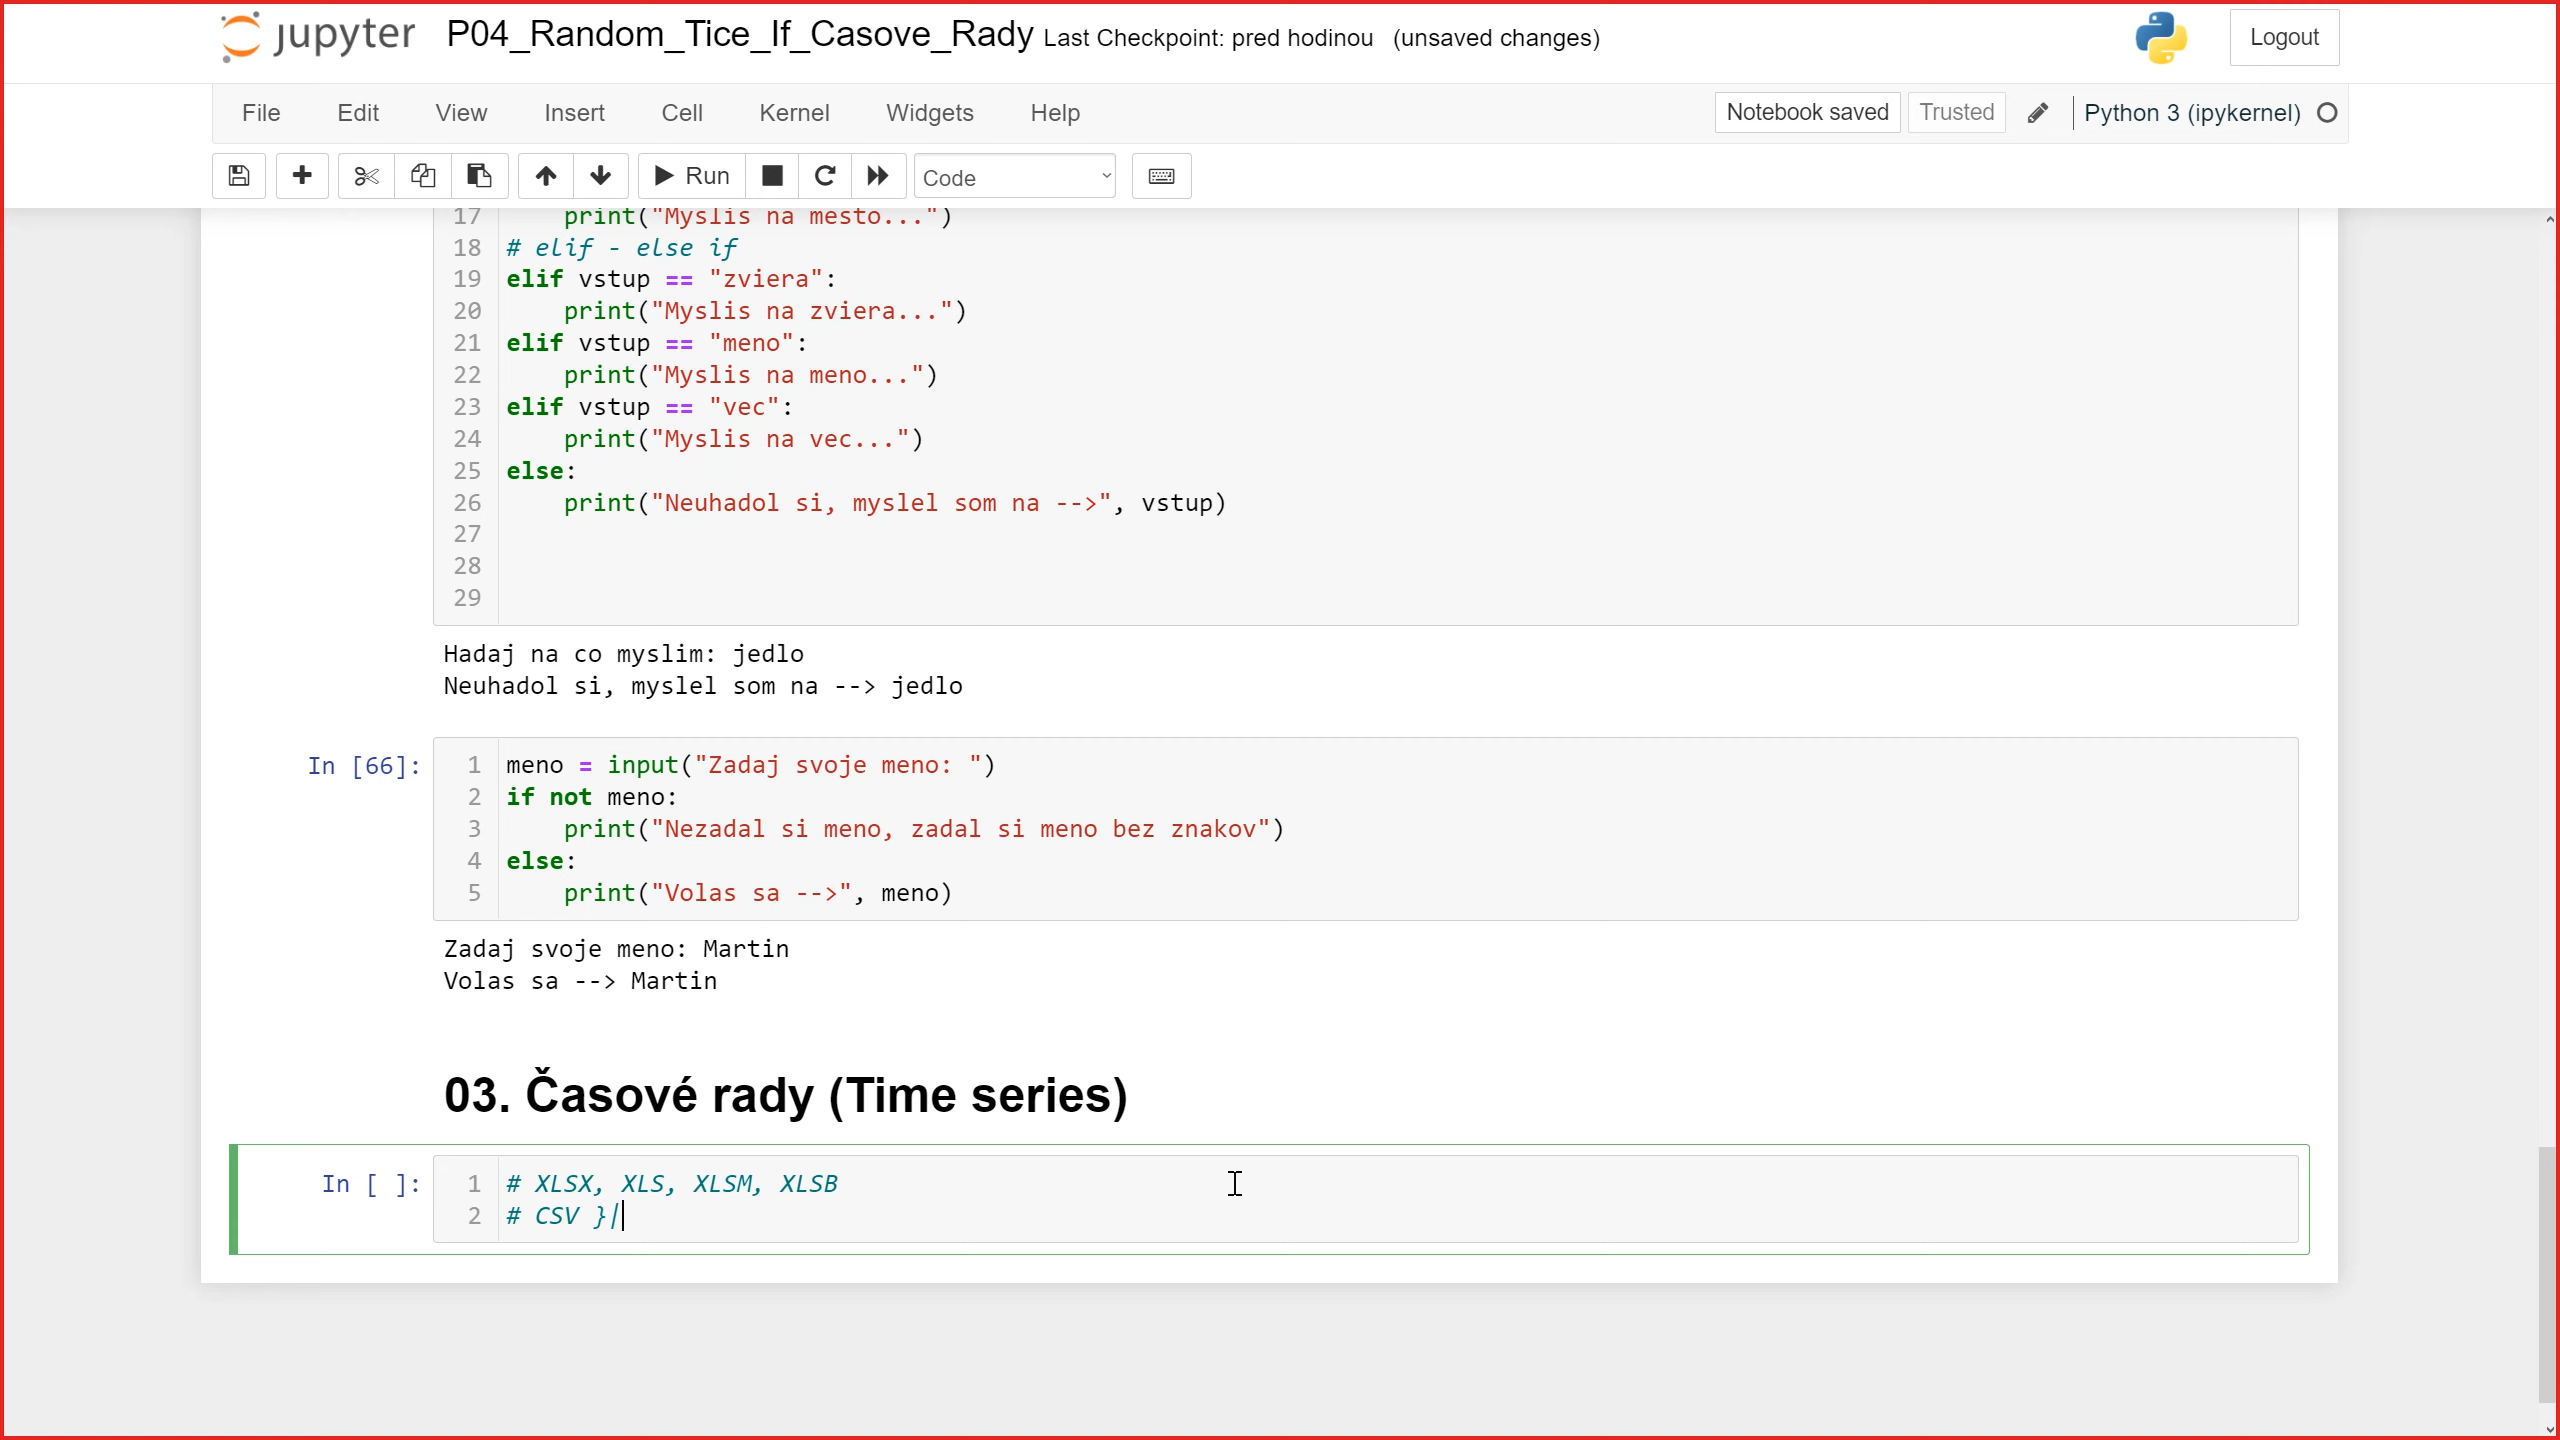 jupyter P04_Random_Tice_If_Casove_Rady Last Checkpoint: pred hodinou (unsaved changes) Logout
File Edit View Insert Cell Kernel Widgets Help Notebook saved Trusted Python 3 (ipykernel)
Run Code
17 print("Myslis na mesto...")
18 # elif - else if
19 elif vstup == "zviera":
20 print("Myslis na zviera...")
21 elif vstup == "meno":
22 print("Myslis na meno...")
23 elif vstup == "vec":
24 print("Myslis na vec...")
25 else:
26 print("Neuhadol si, myslel som na -->", vstup)
27
28
29
Hadaj na co myslim: jedlo
Neuhadol si, myslel som na --> jedlo
In [66]: 1 meno = input("Zadaj svoje meno: ")
2 if not meno:
3 print("Nezadal si meno, zadal si meno bez znakov")
4 else:
5 print("Volas sa -->", meno)
Zadaj svoje meno: Martin
Volas sa --> Martin
03. Časové rady (Time series)
In [ ]: 1 # XLSX, XLS, XLSM, XLSB
2 # CSV }|